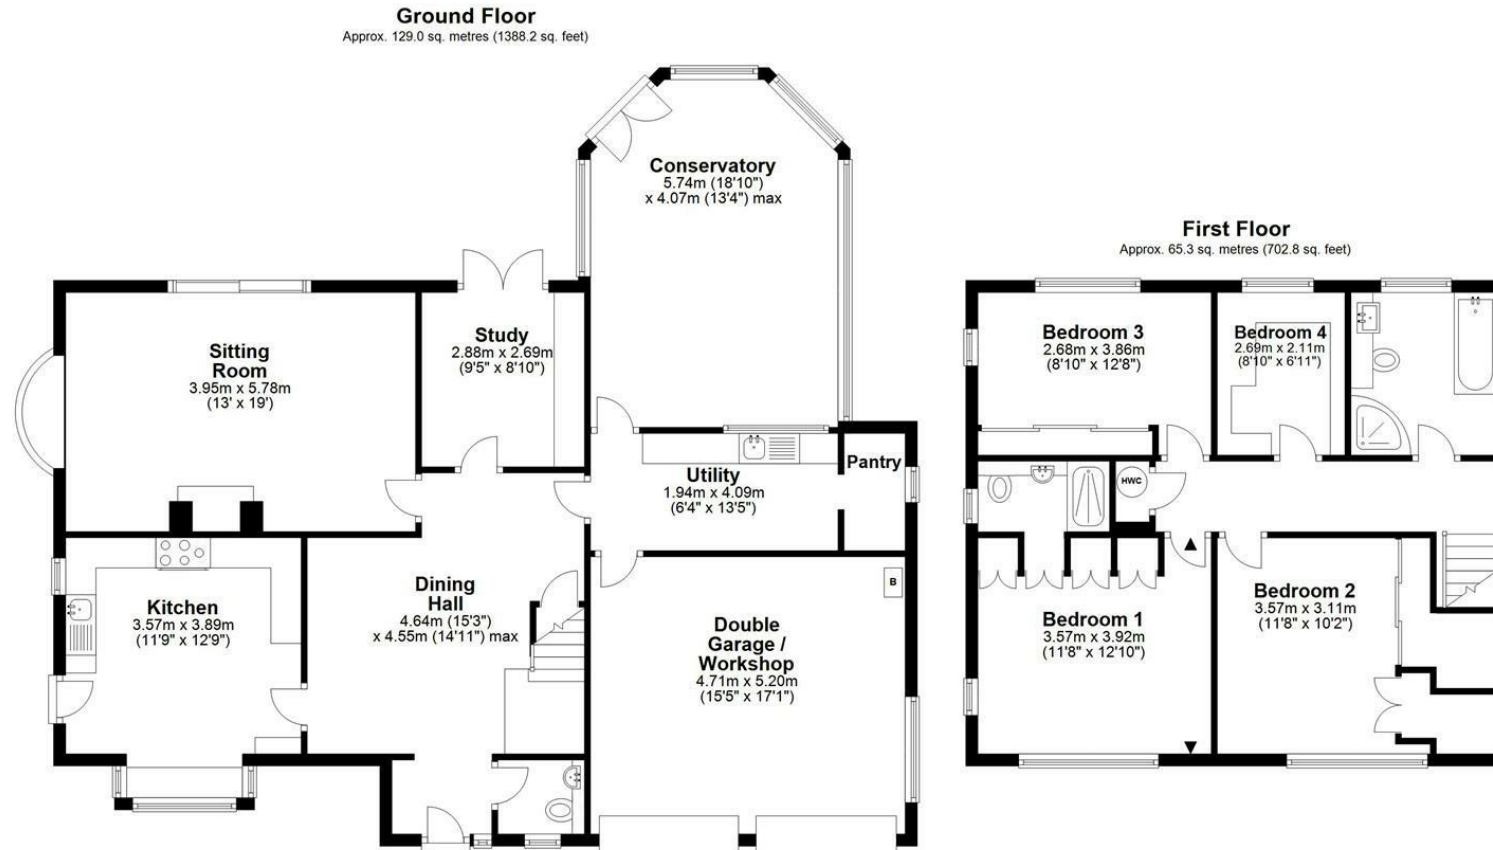 Ground Floor
Approx. 129.0 sq. metres (1388.2 sq. feet)
Conservatory
5.74m (18'10")
x 4.07m (13'4") max
Study
2.88m x 2.69m
(9'5" x 8'10")
Sitting
Room
3.95m x 5.78m
(13' x 19')
Pantry
Utility
1.94m x 4.09m
(6'4" x 13'5")
Kitchen
3.57m x 3.89m
(11'9" x 12'9")
Dining
Hall
4.64m (15'3")
x 4.55m (14'11") max
B
Double
Garage /
Workshop
4.71m x 5.20m
(15'5" x 17'1")
First Floor
Approx. 65.3 sq. metres (702.8 sq. feet)
Bedroom 3
2.68m x 3.86m
(8'10" x 12'8")
Bedroom 4
2.69m x 2.11m
(8'10" x 6'11")
HWC
Bedroom 1
3.57m x 3.92m
(11'8" x 12'10")
Bedroom 2
3.57m x 3.11m
(11'8" x 10'2")